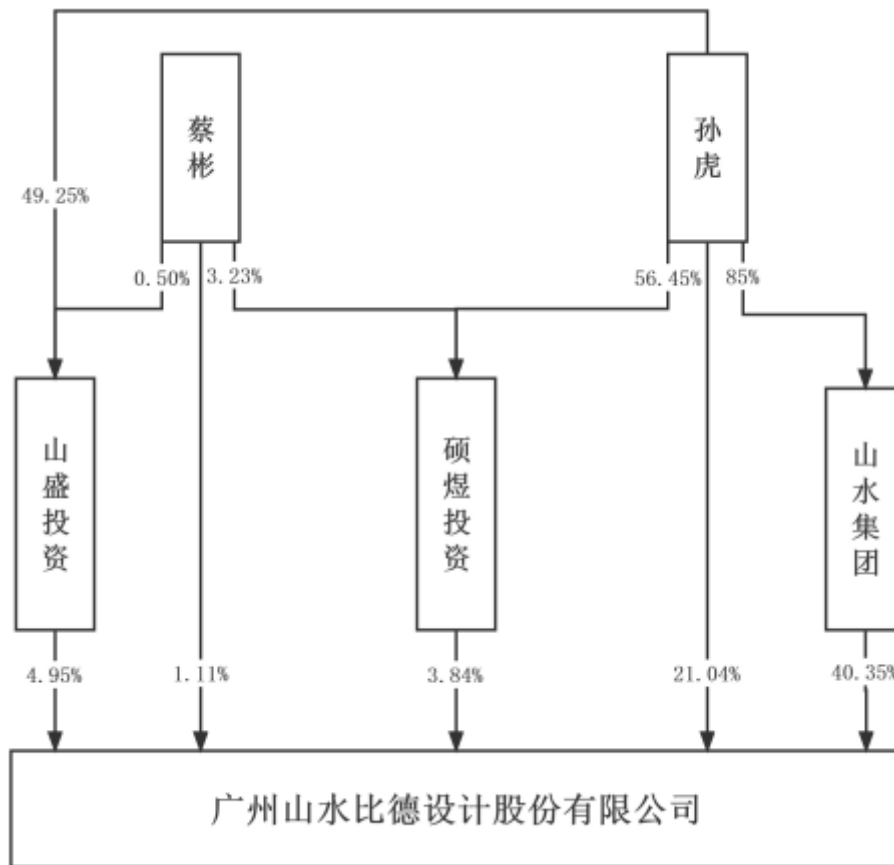 蔡彬
孙虎
49.25%
0.50%
3.23%
56.45%
85%
山盛投资
硕煜投资
山水集团
4.95%
1.11%
3.84%
21.04%
40.35%
广州山水比德设计股份有限公司